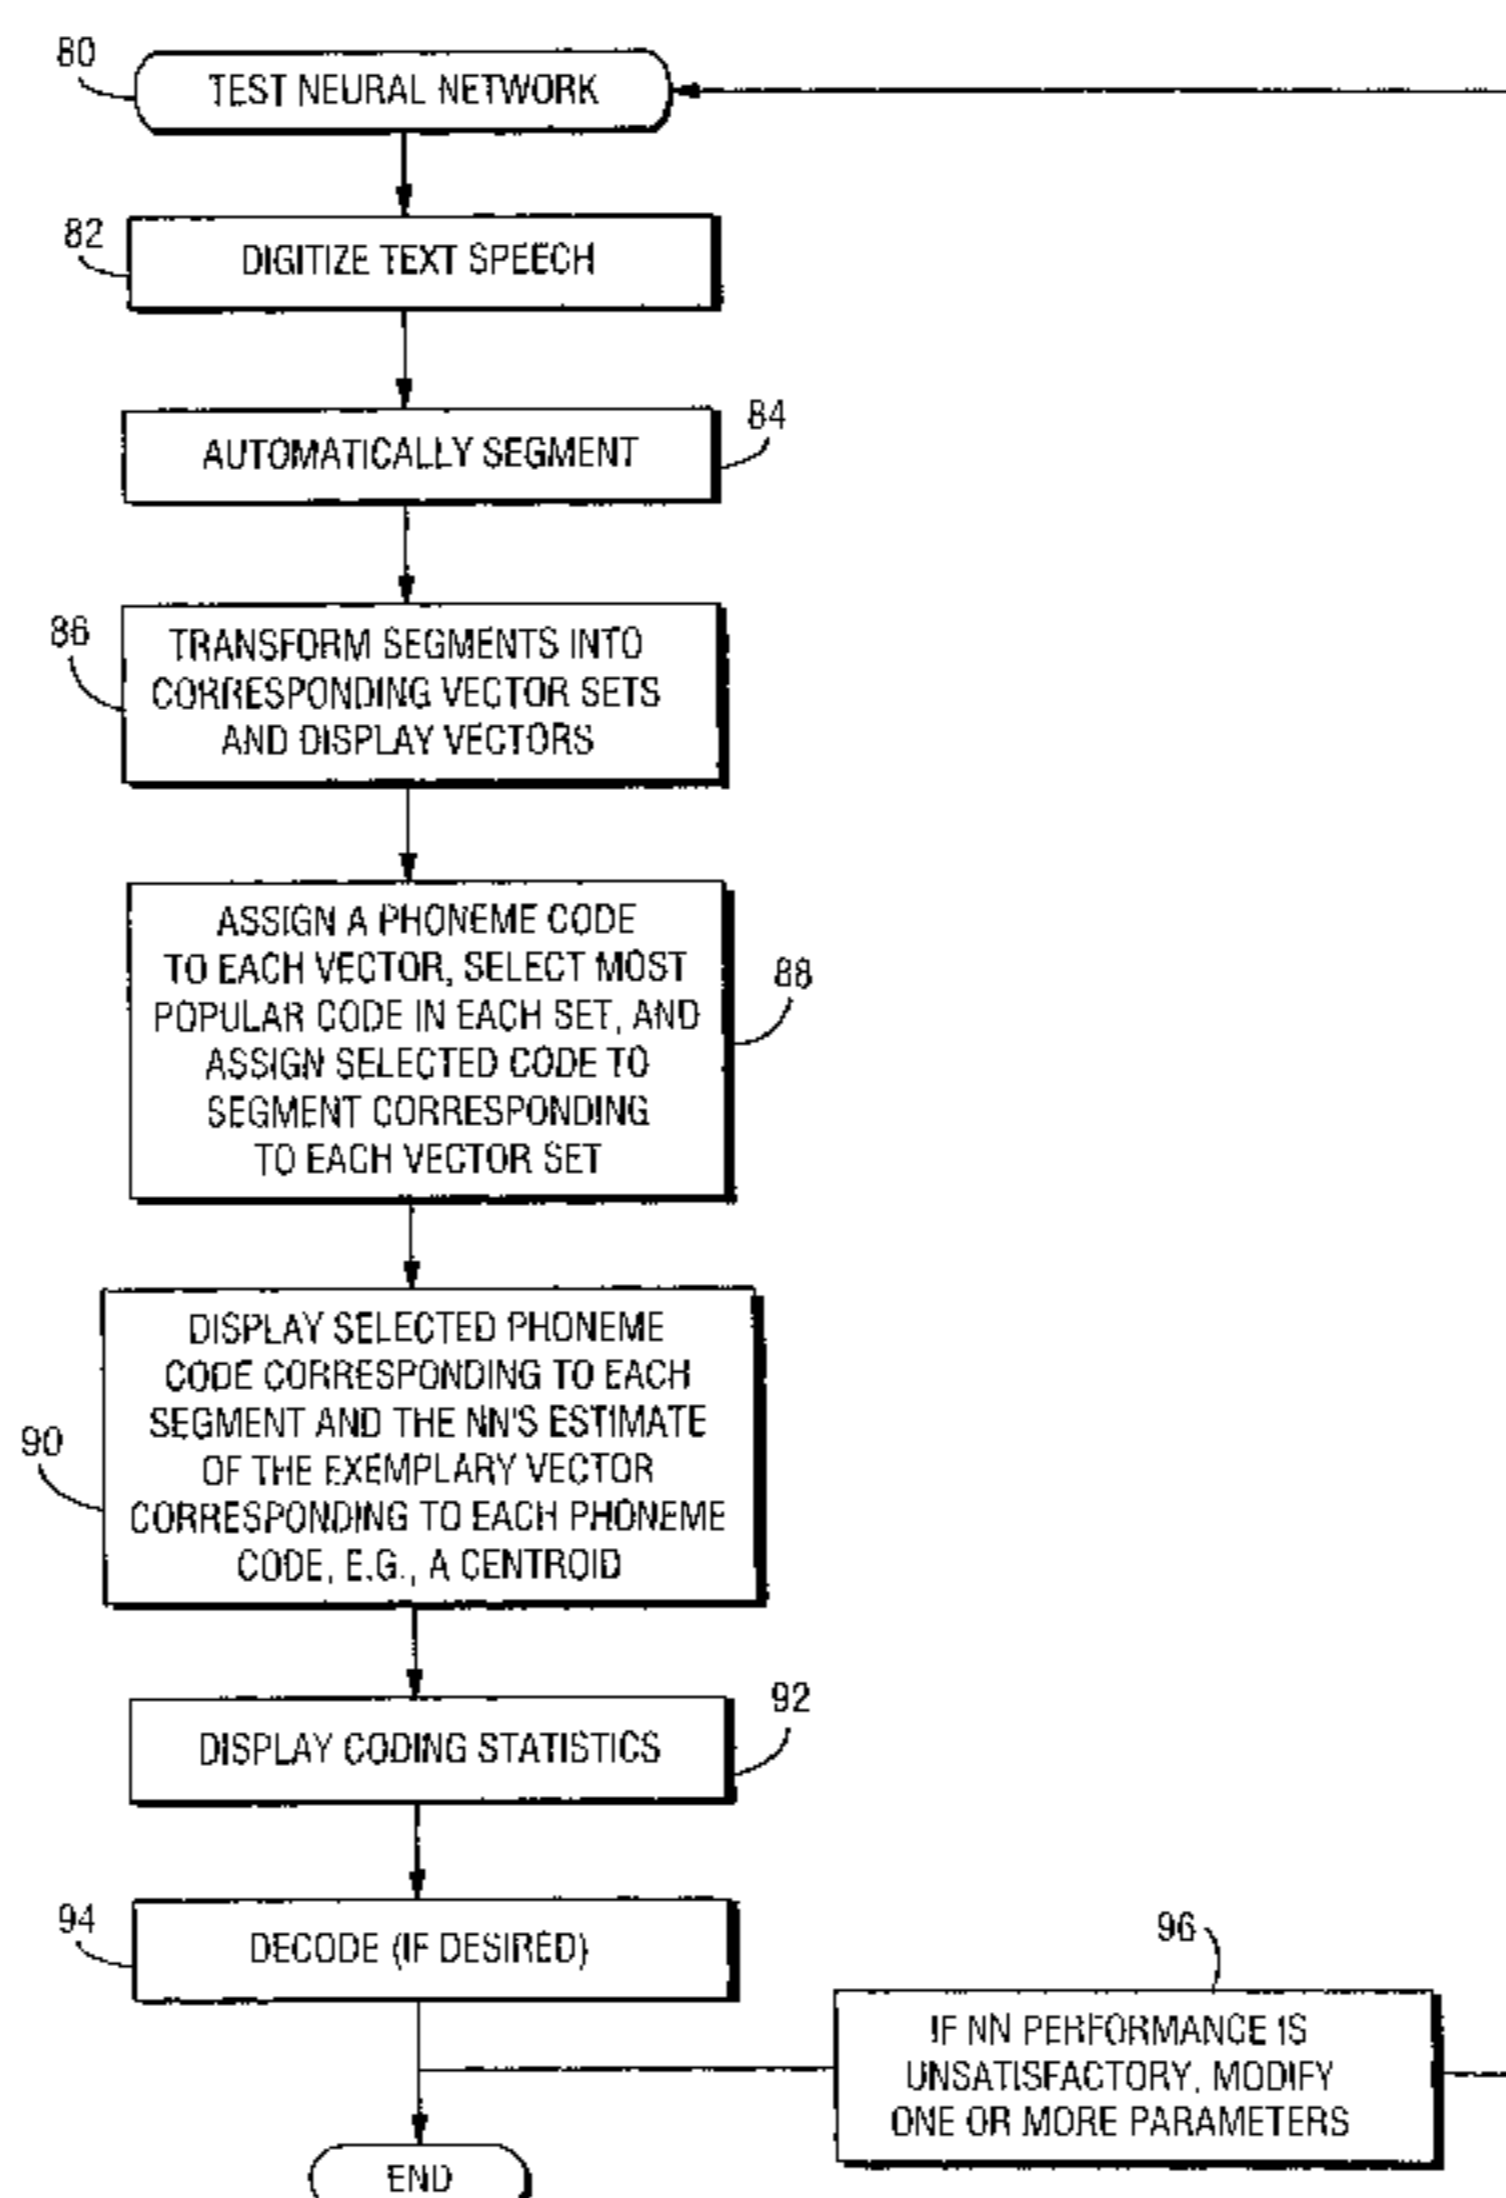 80
TEST NEURAL NETWORK
82
DIGITIZE TEXT SPEECH
84
AUTOMATICALLY SEGMENT
86
TRANSFORM SEGMENTS INTO
CORRESPONDING VECTOR SETS
AND DISPLAY VECTORS
88
ASSIGN A PHONEME CODE
TO EACH VECTOR, SELECT MOST
POPULAR CODE IN EACH SET, AND
ASSIGN SELECTED CODE TO
SEGMENT CORRESPONDING
TO EACH VECTOR SET
90
DISPLAY SELECTED PHONEME
CODE CORRESPONDING TO EACH
SEGMENT AND THE NN'S ESTIMATE
OF THE EXEMPLARY VECTOR
CORRESPONDING TO EACH PHONEME
CODE, E.G., A CENTROID
92
DISPLAY CODING STATISTICS
94
DECODE (IF DESIRED)
96
IF NN PERFORMANCE IS
UNSATISFACTORY, MODIFY
ONE OR MORE PARAMETERS
END